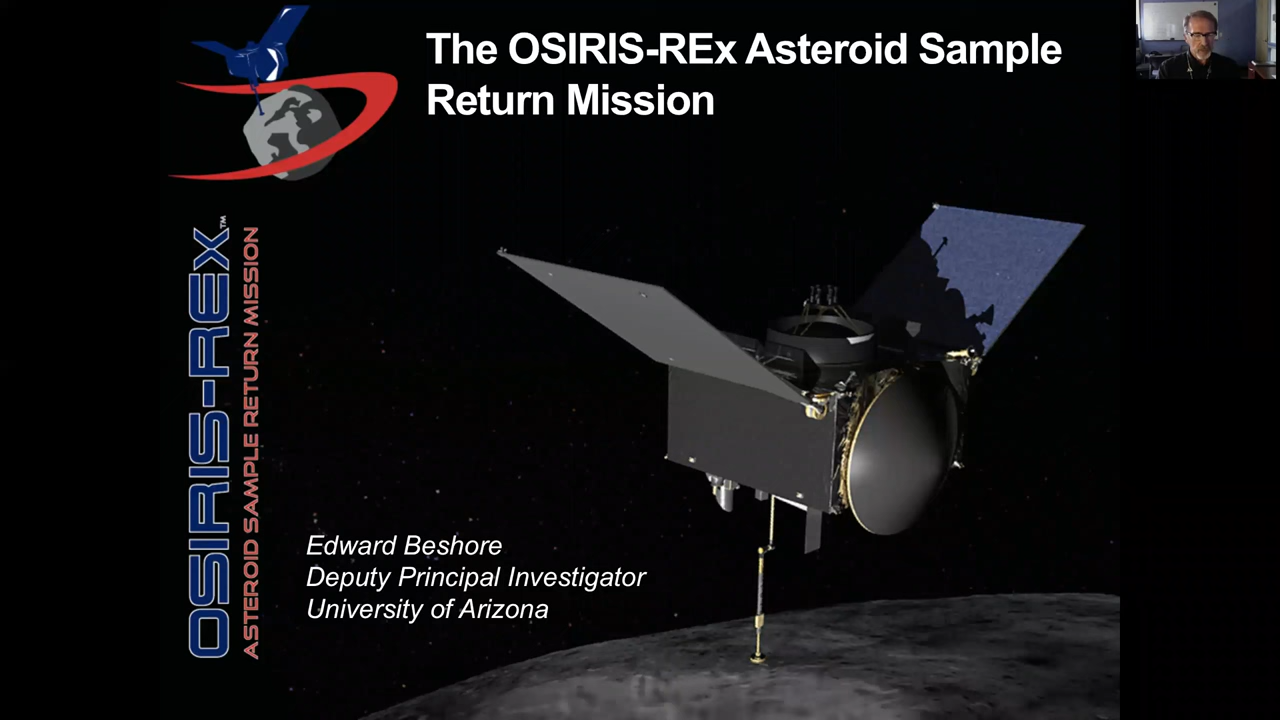 The OSIRIS-REx Asteroid Sample
Return Mission
OSIRIS-REX™
ASTEROID SAMPLE RETURN MISSION
Edward Beshore
Deputy Principal Investigator
University of Arizona